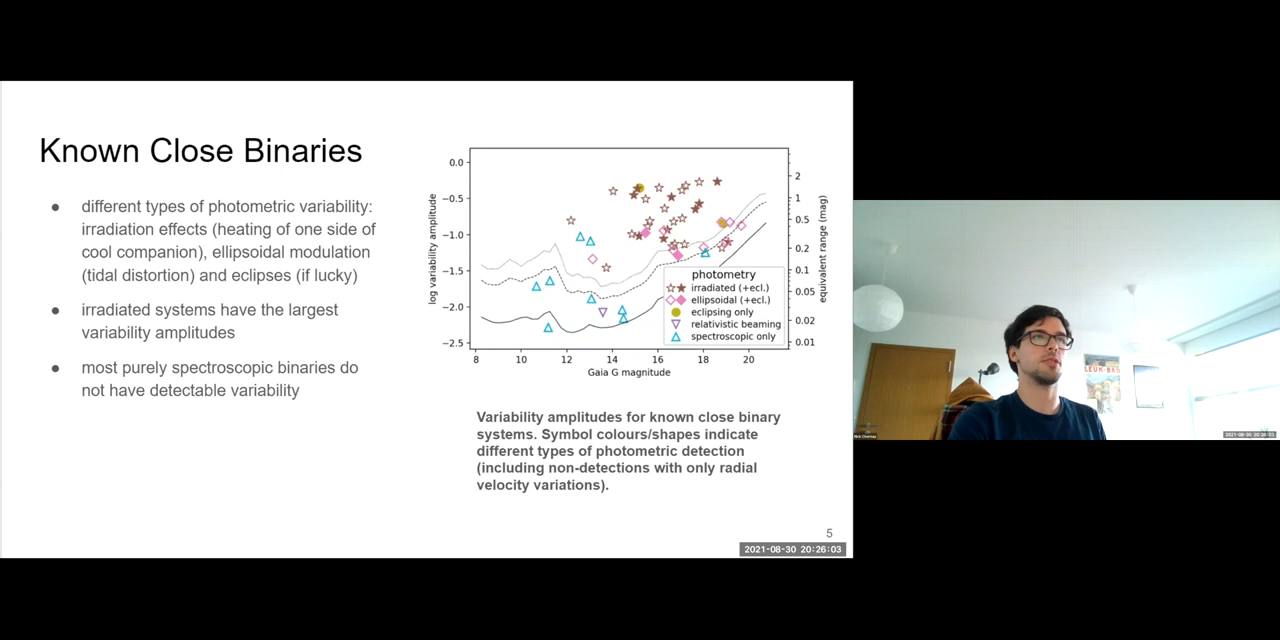 Known Close Binaries
● different types of photometric variability:
irradiation effects (heating of one side of
cool companion), ellipsoidal modulation
(tidal distortion) and eclipses (if lucky)
● irradiated systems have the largest
variability amplitudes
● most purely spectroscopic binaries do
not have detectable variability
log variability amplitude
0.0
−0.5
−1.0
−1.5
−2.0
−2.5
8 10 12 14 16 18 20
Gaia G magnitude
2
1
0.5
0.2
0.1
0.05
0.02
0.01
equivalent range (mag)
photometry
irradiated (+ecl.)
ellipsoidal (+ecl.)
eclipsing only
relativistic beaming
spectroscopic only
Variability amplitudes for known close binary
systems. Symbol colours/shapes indicate
different types of photometric detection
(including non-detections with only radial
velocity variations).
5
2021-08-30 20:26:03
2021-08-30 20:26:03